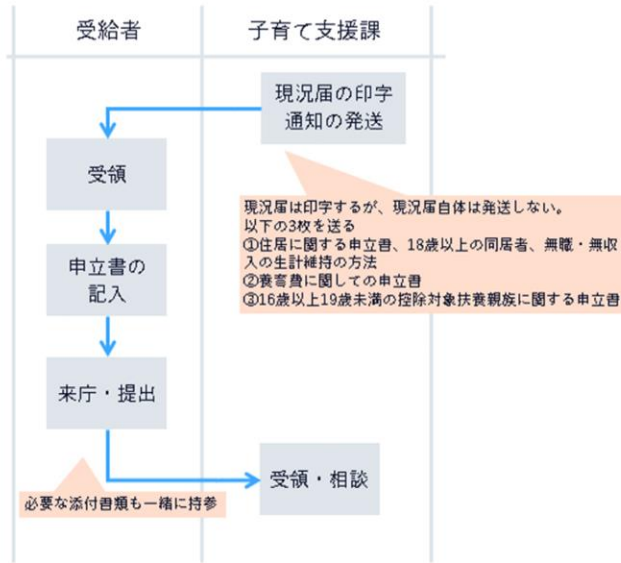 受給者
子育て支援課
現況届の印字
通知の発送
受領
現況届は印字するが、現況届自体は発送しない。
以下の3枚を送る
①住居に関する申立書、18歳以上の同居者、無職・無収
入の生計維持の方法
②養育費に関しての申立書
③16歳以上19歳未満の控除対象扶養親族に関する申立書
申立書の
記入
来庁・提出
受領・相談
必要な添付書類も一緒に持参